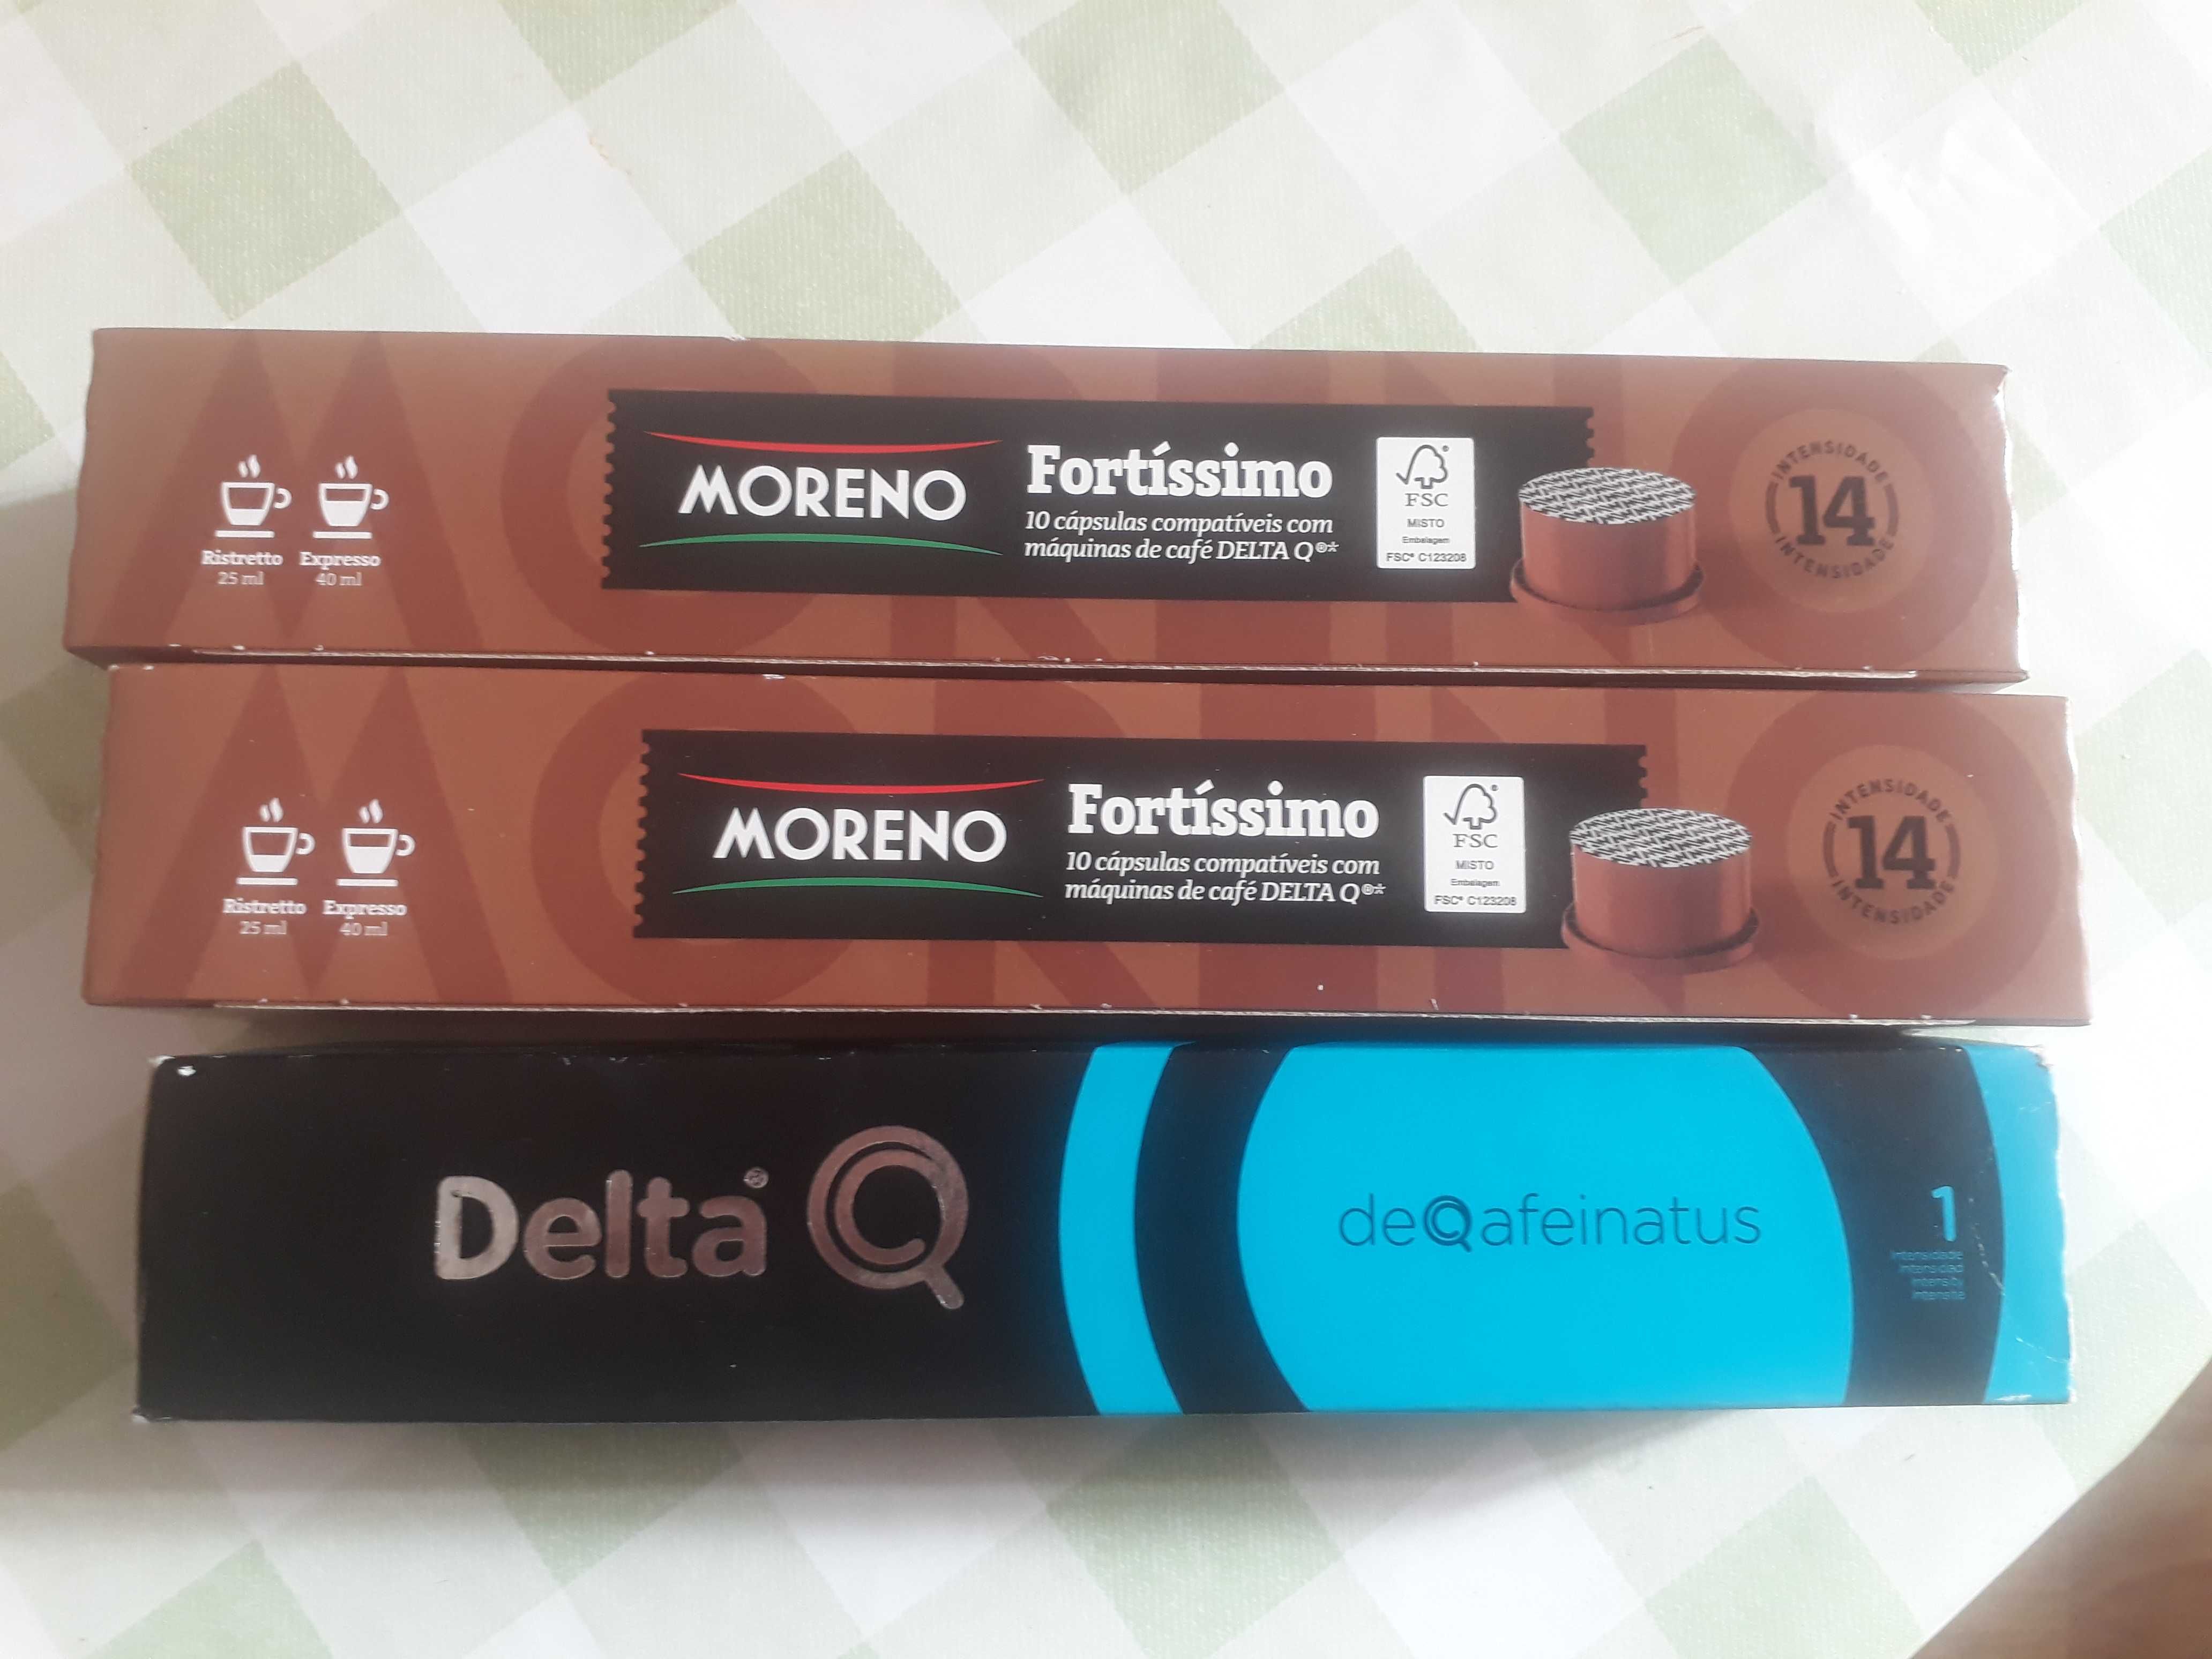 MORENO
Fortíssimo
10 cápsulas compatíveis com
máquinas de café DELTA Q®*
FSC®
MISTO
Embalagem
FSC® C123208
INTENSIDADE
14
INTENSIDADE
Ristretto Expresso
25 ml 40 ml
MORENO
MORENO
Fortíssimo
10 cápsulas compatíveis com
máquinas de café DELTA Q®*
FSC®
MISTO
Embalagem
FSC® C123208
INTENSIDADE
14
INTENSIDADE
Ristretto Expresso
25 ml 40 ml
MORENO
Delta® Q
deQafeinatus
1
Intensidade
Intensidad
Intensity
Intensité